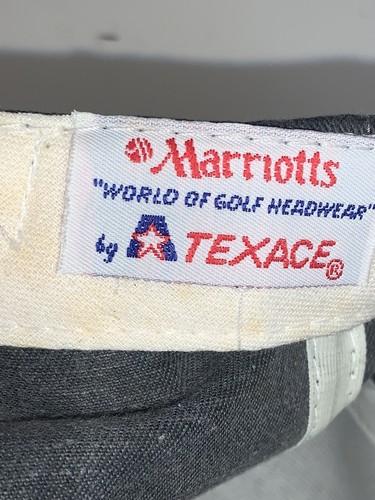 Marriotts
"WORLD OF GOLF HEADWEAR"
by TEXACE®